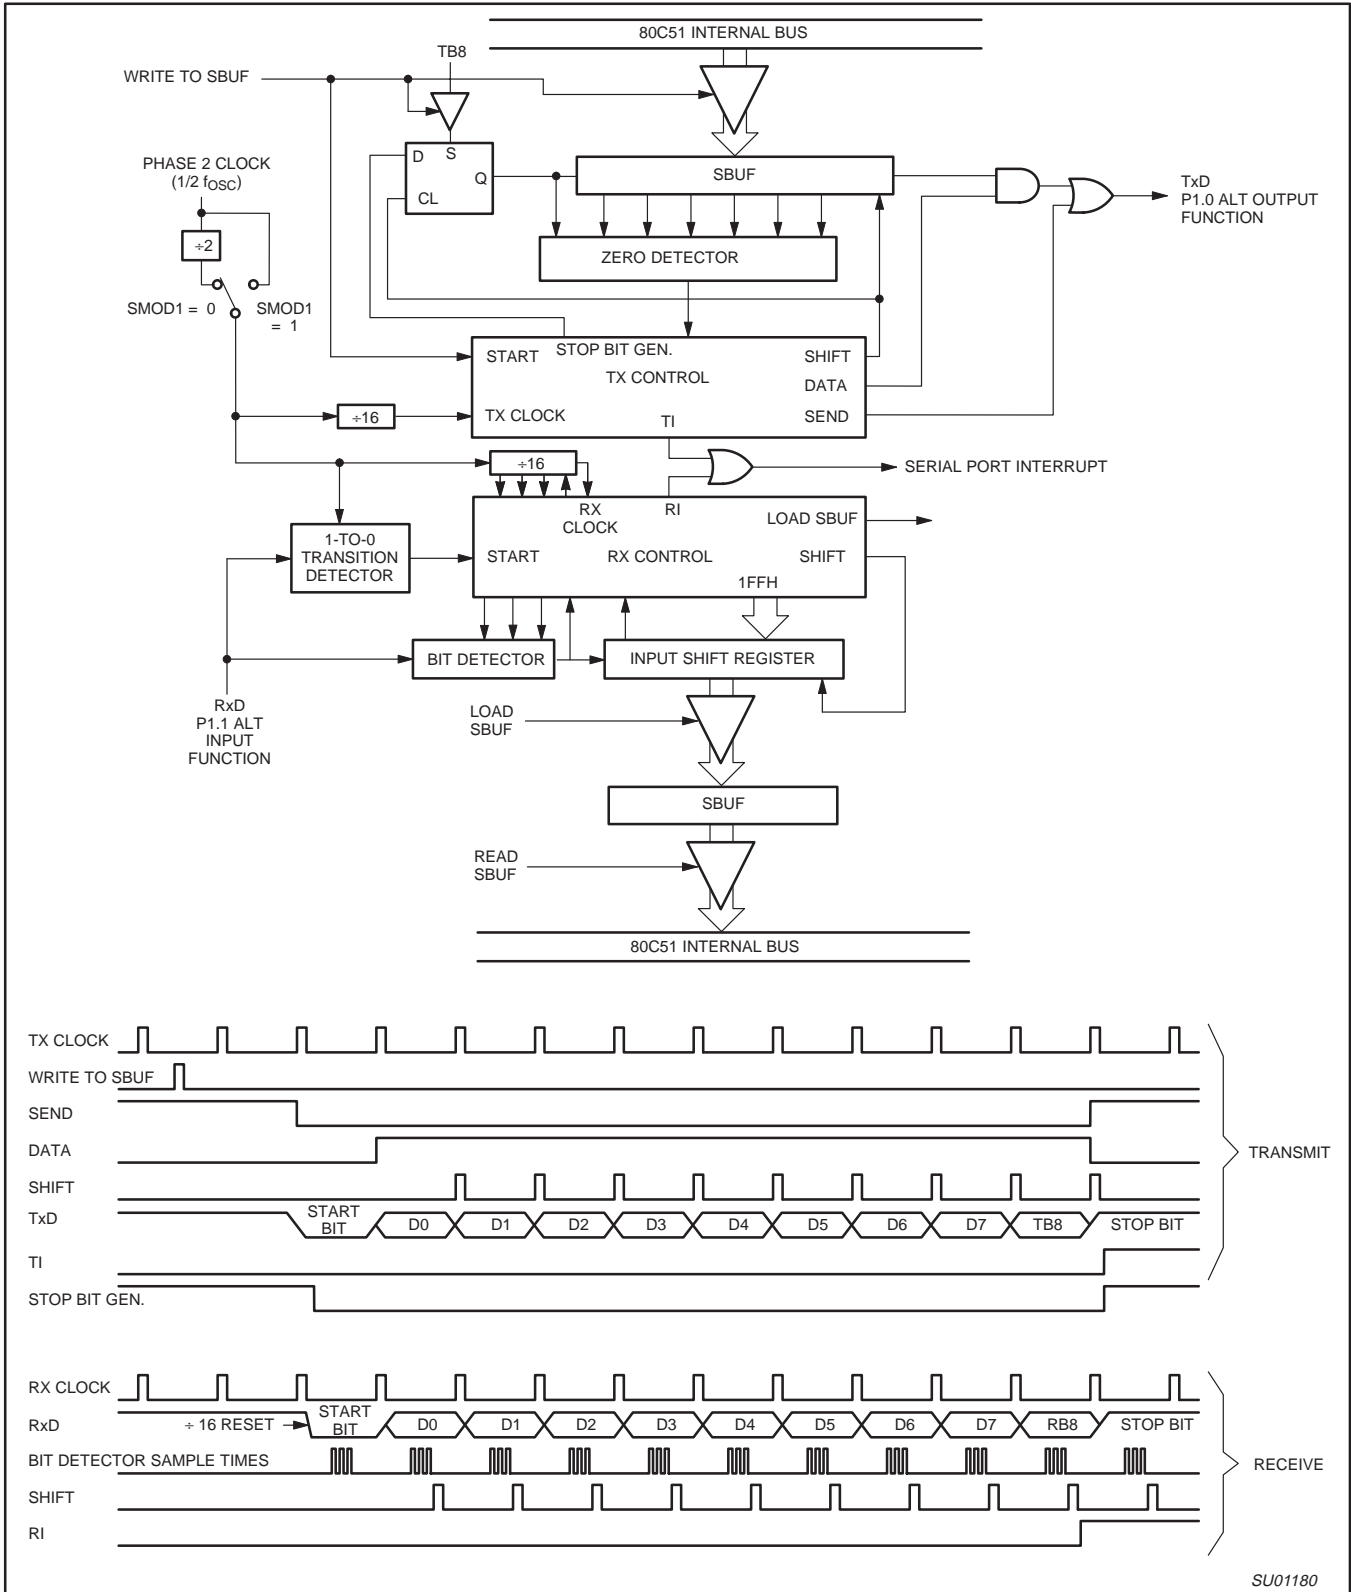 80C51 INTERNAL BUS
TB8
WRITE TO SBUF
PHASE 2 CLOCK
(1/2 fOSC)
D
S
Q
CL
SBUF
TxD
P1.0 ALT OUTPUT
FUNCTION
÷2
ZERO DETECTOR
SMOD1 = 0
SMOD1
= 1
START
STOP BIT GEN.
SHIFT
TX CONTROL
DATA
÷16
TX CLOCK
TI
SEND
÷16
SERIAL PORT INTERRUPT
RX
CLOCK
RI
LOAD SBUF
1-TO-0
TRANSITION
DETECTOR
START
RX CONTROL
SHIFT
1FFH
BIT DETECTOR
INPUT SHIFT REGISTER
RxD
P1.1 ALT
INPUT
FUNCTION
LOAD
SBUF
SBUF
READ
SBUF
80C51 INTERNAL BUS
TX CLOCK
WRITE TO SBUF
SEND
DATA
TRANSMIT
SHIFT
TxD
START
BIT
D0 D1 D2 D3 D4 D5 D6 D7 TB8 STOP BIT
TI
STOP BIT GEN.
RX CLOCK
RxD
÷ 16 RESET
START
BIT
D0 D1 D2 D3 D4 D5 D6 D7 RB8 STOP BIT
BIT DETECTOR SAMPLE TIMES
RECEIVE
SHIFT
RI
SU01180